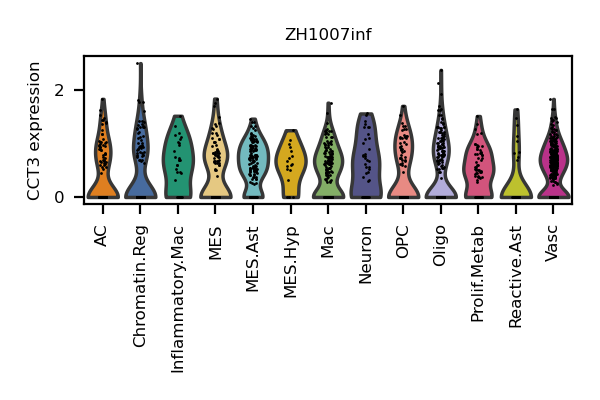 ZH1007inf
CCT3 expression
2
0
AC
Chromatin.Reg
Inflammatory.Mac
MES
MES.Ast
MES.Hyp
Mac
Neuron
OPC
Oligo
Prolif.Metab
Reactive.Ast
Vasc